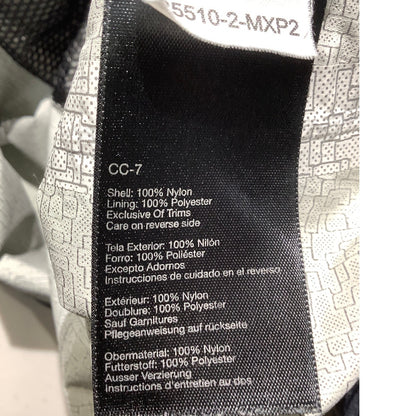 5510-2-MXP2
CC-7
Shell: 100% Nylon
Lining: 100% Polyester
Exclusive Of Trims
Care on reverse side
Tela Exterior: 100% Nilón
Forro: 100% Poliéster
Excepto Adornos
Instrucciones de cuidado en el reverso
Extérieur: 100% Nylon
Doublure: 100% Polyester
Sauf Garnitures
Pflegeanweisung auf rückseite
Obermaterial: 100% Nylon
Futterstoff: 100% Polyester
Ausser Verzierung
Instructions d'entretien au dos